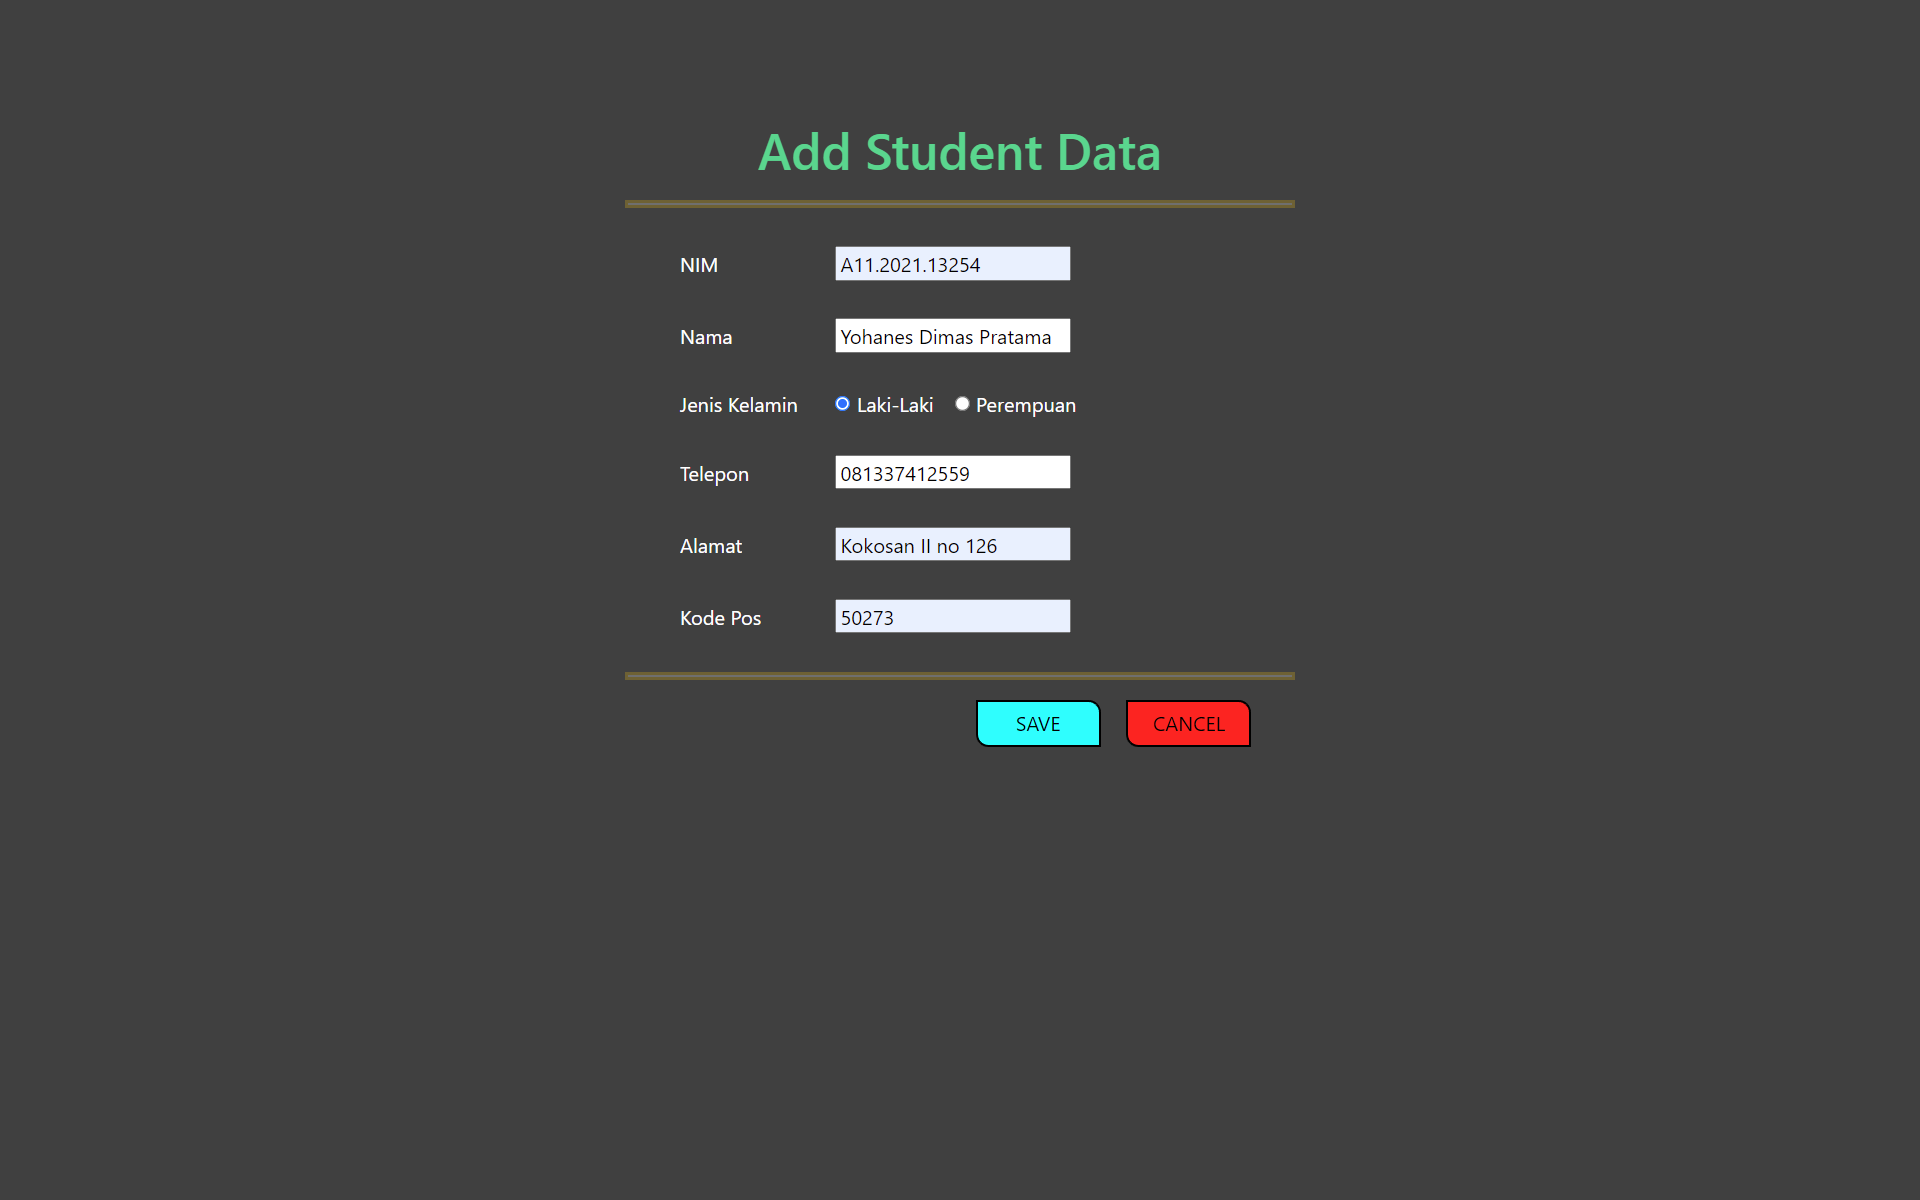 Add Student Data
NIM A11.2021.13254
Nama Yohanes Dimas Pratama
Jenis Kelamin Laki-Laki Perempuan
Telepon 081337412559
Alamat Kokosan II no 126
Kode Pos 50273
SAVE CANCEL